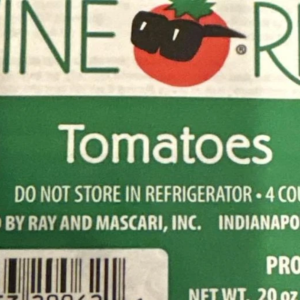 INE R
®
Tomatoes
DO NOT STORE IN REFRIGERATOR • 4 COU
BY RAY AND MASCARI, INC. INDIANAPO
PRO
NET WT. 20 oz